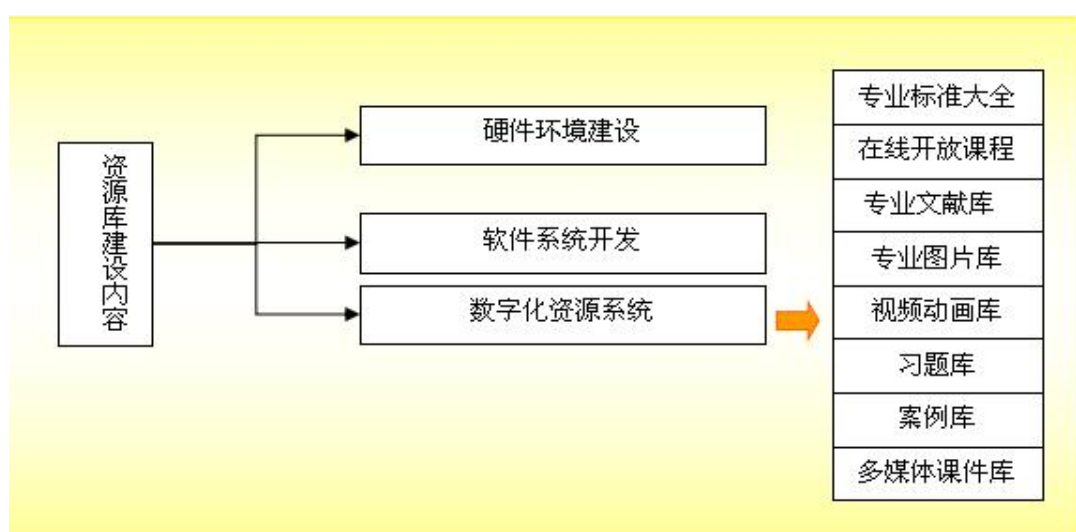 资源库建设内容
硬件环境建设
软件系统开发
数字化资源系统
专业标准大全
在线开放课程
专业文献库
专业图片库
视频动画库
习题库
案例库
多媒体课件库